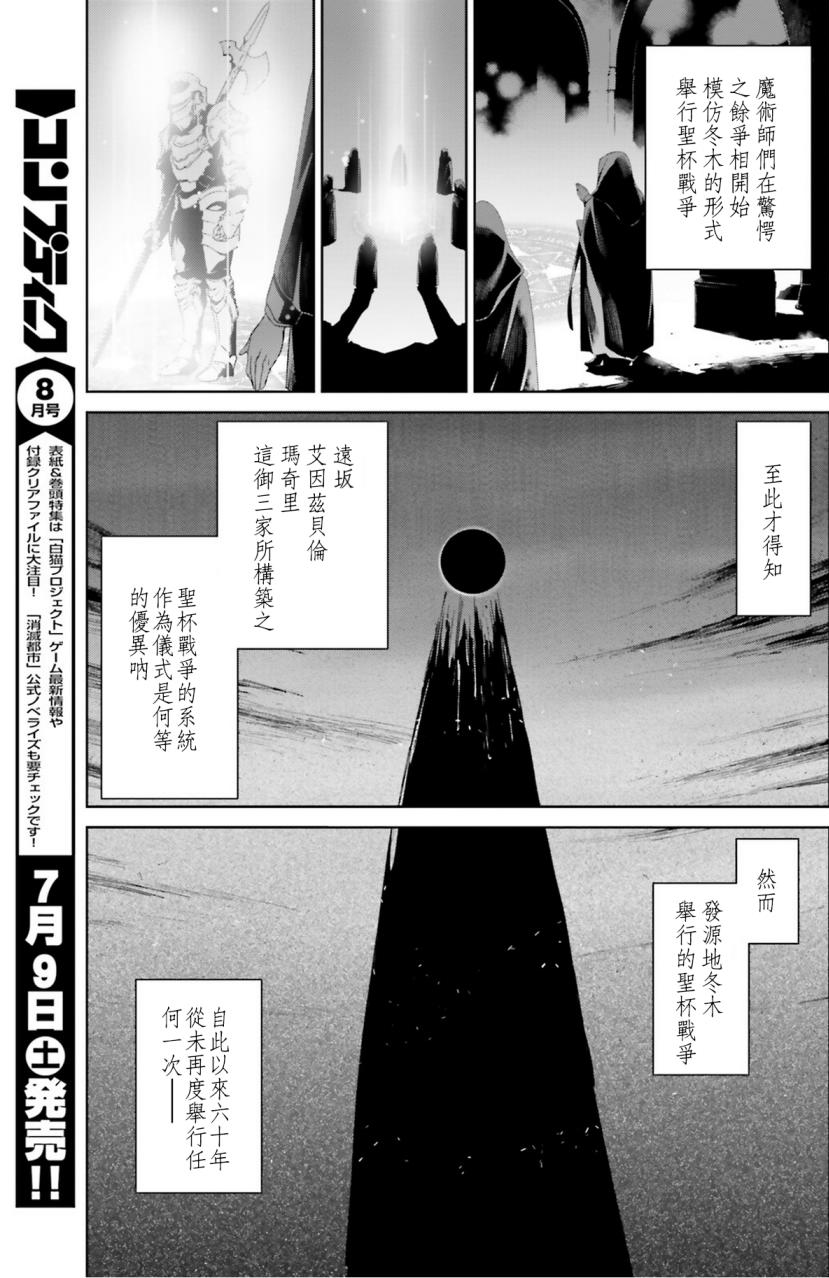 魔術師們在驚愕
之餘爭相開始
模仿冬木的形式
舉行聖杯戰爭
至此才得知
遠坂
艾因茲貝倫
瑪奇里
這御三家所構築之
聖杯戰爭的系統
作為儀式是何等
的優異吶
然而
發源地冬木
舉行的聖杯戰爭
自此以來六十年
從未再度舉行任
何一次——
コンプティーク
8
月号
表紙&巻頭特集は「白猫プロジェクト」ゲーム最新情報や
付録クリアファイルに大注目！　「消滅都市」公式ノベライズも要チェックです！
7月9日㊏発売!!